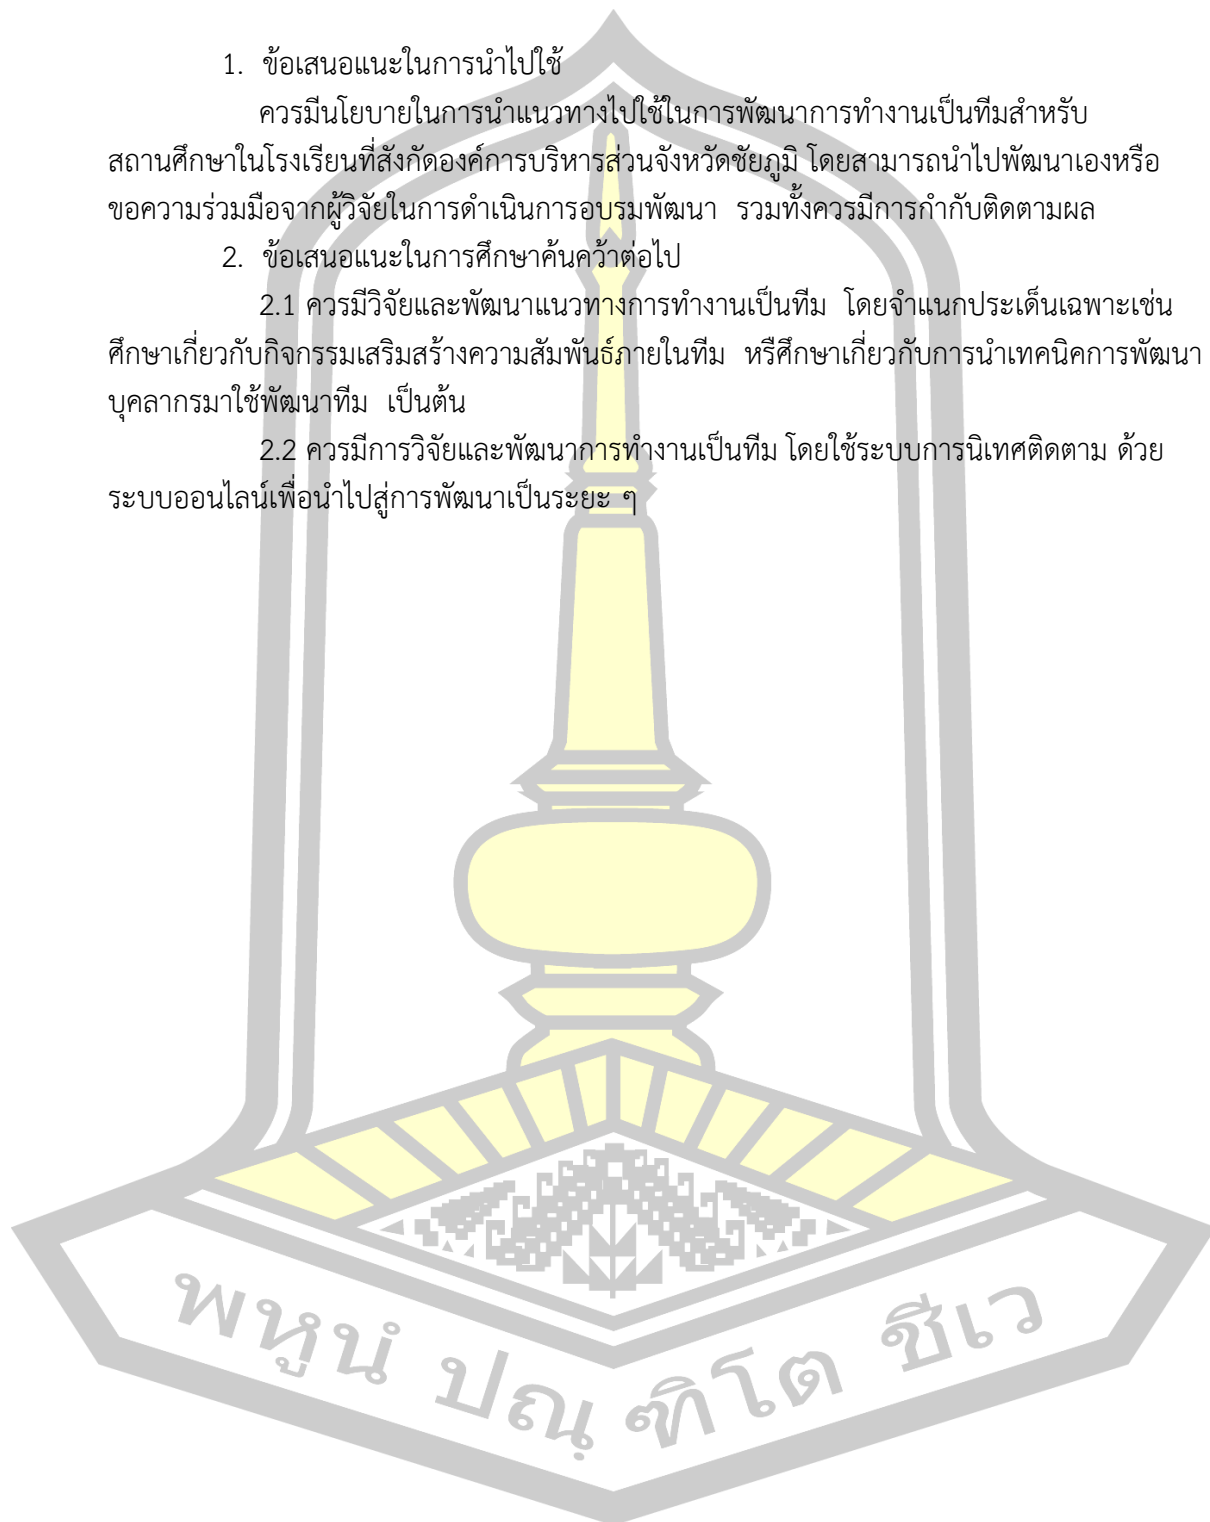 1. ข้อเสนอแนะในการนำไปใช้
ควรมีนโยบายในการนำแนวทางไปใช้ในการพัฒนาการทำงานเป็นทีมสำหรับ
สถานศึกษาในโรงเรียนที่สังกัดองค์การบริหารส่วนจังหวัดชัยภูมิ โดยสามารถนำไปพัฒนาเองหรือ
ขอความร่วมมือจากผู้วิจัยในการดำเนินการอบรมพัฒนา รวมทั้งควรมีการกำกับติดตามผล
2. ข้อเสนอแนะในการศึกษาค้นคว้าต่อไป
2.1 ควรมีวิจัยและพัฒนาแนวทางการทำงานเป็นทีม โดยจำแนกประเด็นเฉพาะเช่น
ศึกษาเกี่ยวกับกิจกรรมเสริมสร้างความสัมพันธ์ภายในทีม หรืศึกษาเกี่ยวกับการนำเทคนิคการพัฒนา
บุคลากรมาใช้พัฒนาทีม เป็นต้น
2.2 ควรมีการวิจัยและพัฒนาการทำงานเป็นทีม โดยใช้ระบบการนิเทศติดตาม ด้วย
ระบบออนไลน์เพื่อนำไปสู่การพัฒนาเป็นระยะ ๆ
พหูนํ ปณฺฑิโต ชีเว